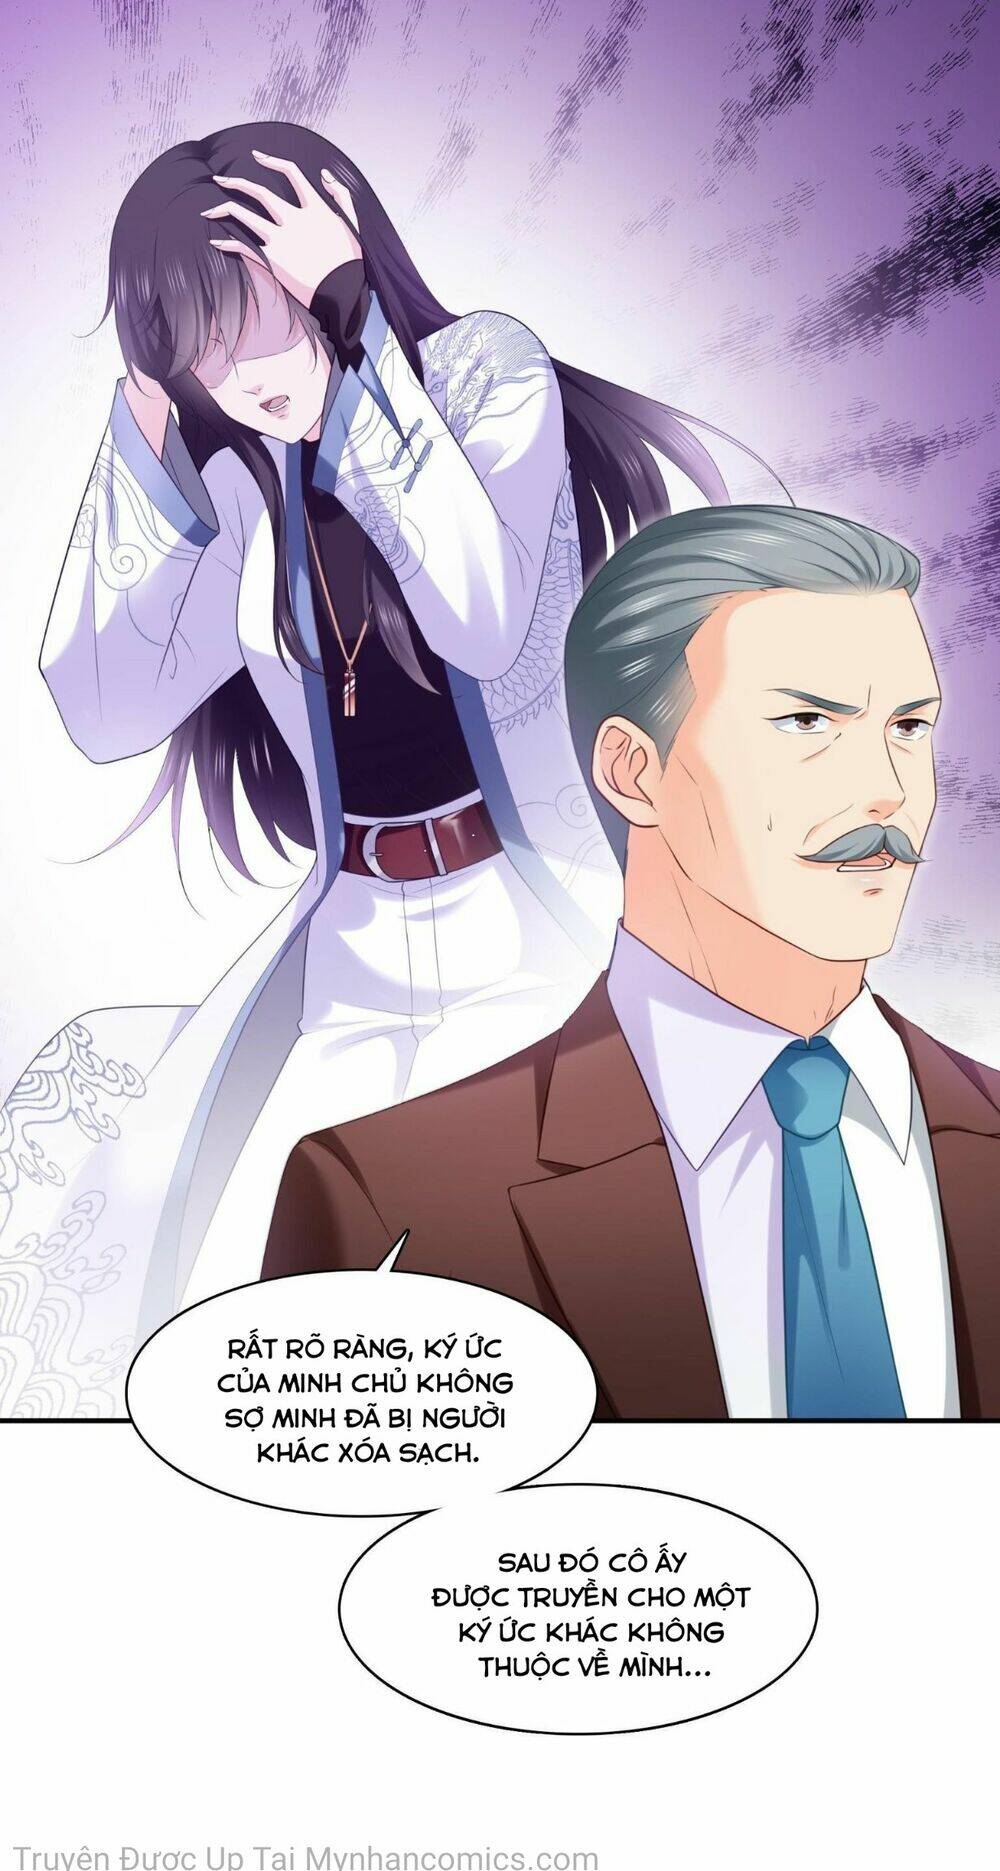 RẤT RÕ RÀNG, KÝ ỨC
CỦA MINH CHỦ KHÔNG
SỢ MINH ĐÃ BỊ NGƯỜI
KHÁC XÓA SẠCH.
SAU ĐÓ CÔ ẤY
ĐƯỢC TRUYỀN CHO MỘT
KÝ ỨC KHÁC KHÔNG
THUỘC VỀ MÌNH...
Truyện Được Up Tại Mynhancomics.com